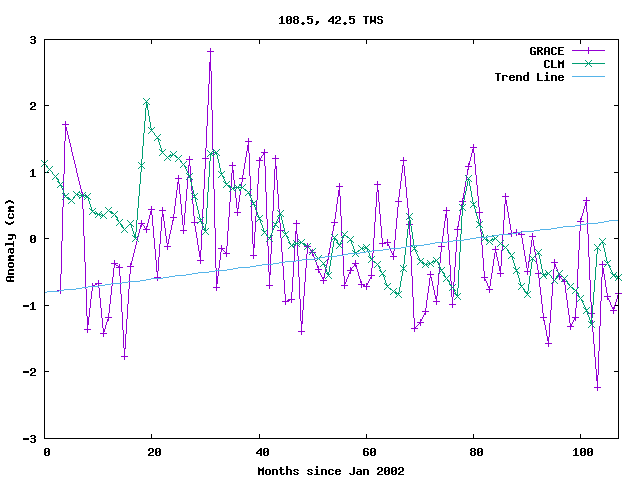 108.5, 42.5 TWS
GRACE
CLM
Trend Line
3
2
1
0
-1
-2
-3
Anomaly (cm)
0 20 40 60 80 100
Months since Jan 2002